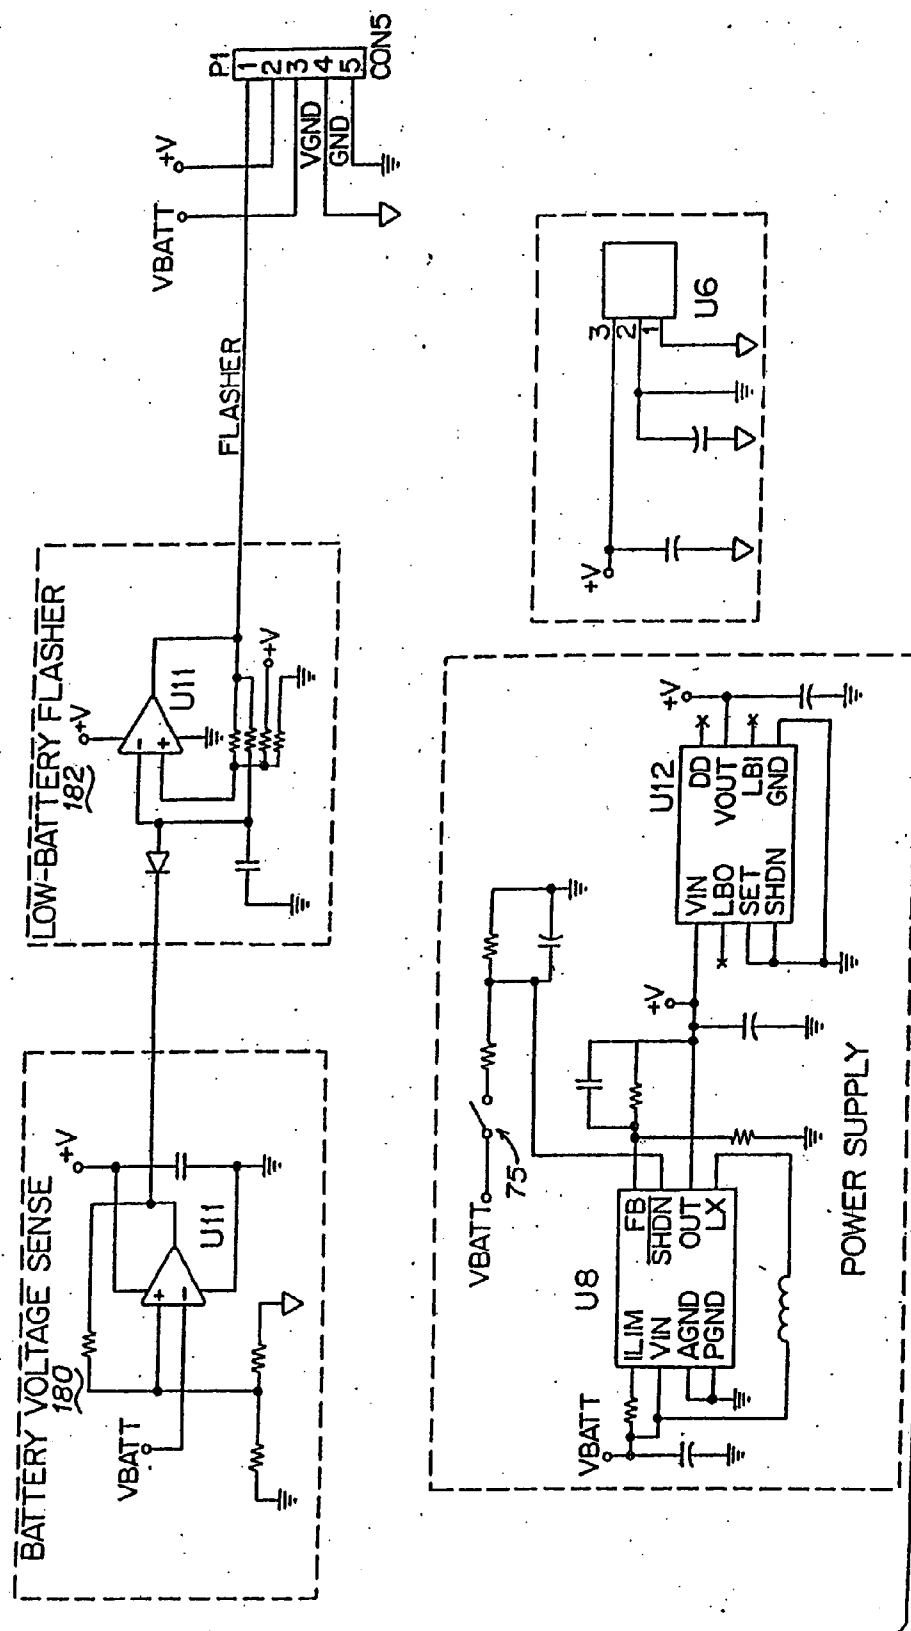 BATTERY VOLTAGE SENSE
180
+V
VBATT
+
−
U11
LOW-BATTERY FLASHER
182
+V
−
+
U11
+V
FLASHER
VBATT
+V
P1
1
2
3
4
5
CON5
VGND
GND
VBATT
75
VBATT
U8
ILIM
VIN
AGND
PGND
FB
SHDN
OUT
LX
+V
U12
VIN
LBO
SET
SHDN
DD
VOUT
LBI
GND
+V
POWER SUPPLY
+V
3
2
1
U6